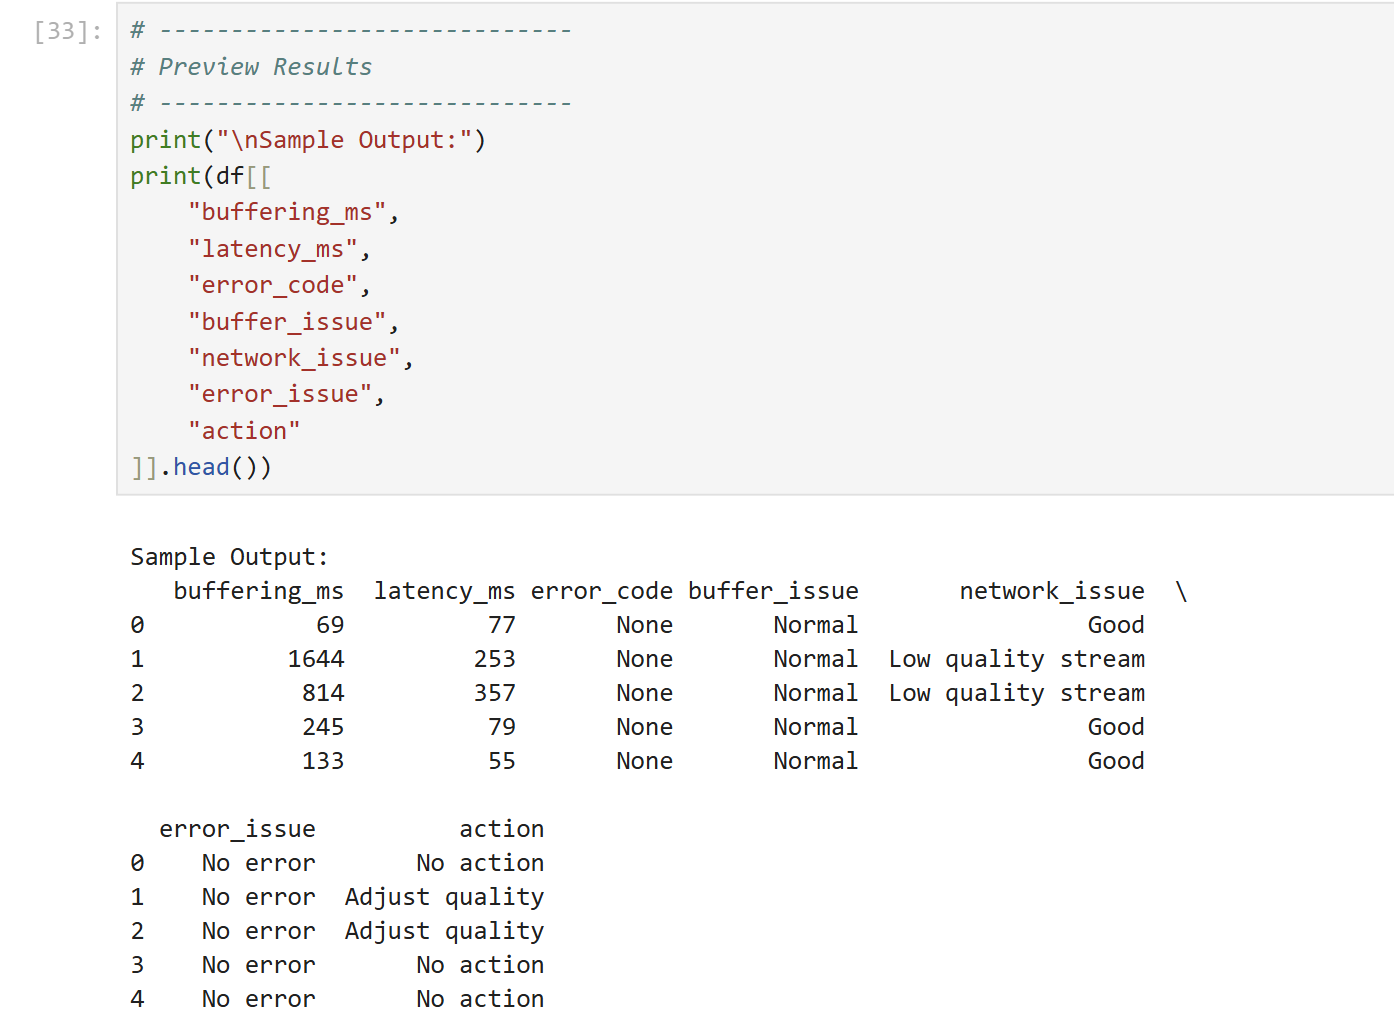 [33]: # -----------------------------
# Preview Results
# -----------------------------
print("\nSample Output:")
print(df[[
    "buffering_ms",
    "latency_ms",
    "error_code",
    "buffer_issue",
    "network_issue",
    "error_issue",
    "action"
]].head())
Sample Output:
   buffering_ms  latency_ms error_code buffer_issue       network_issue  \
0            69          77       None       Normal                Good
1          1644         253       None       Normal  Low quality stream
2           814         357       None       Normal  Low quality stream
3           245          79       None       Normal                Good
4           133          55       None       Normal                Good
  error_issue          action
0    No error       No action
1    No error  Adjust quality
2    No error  Adjust quality
3    No error       No action
4    No error       No action